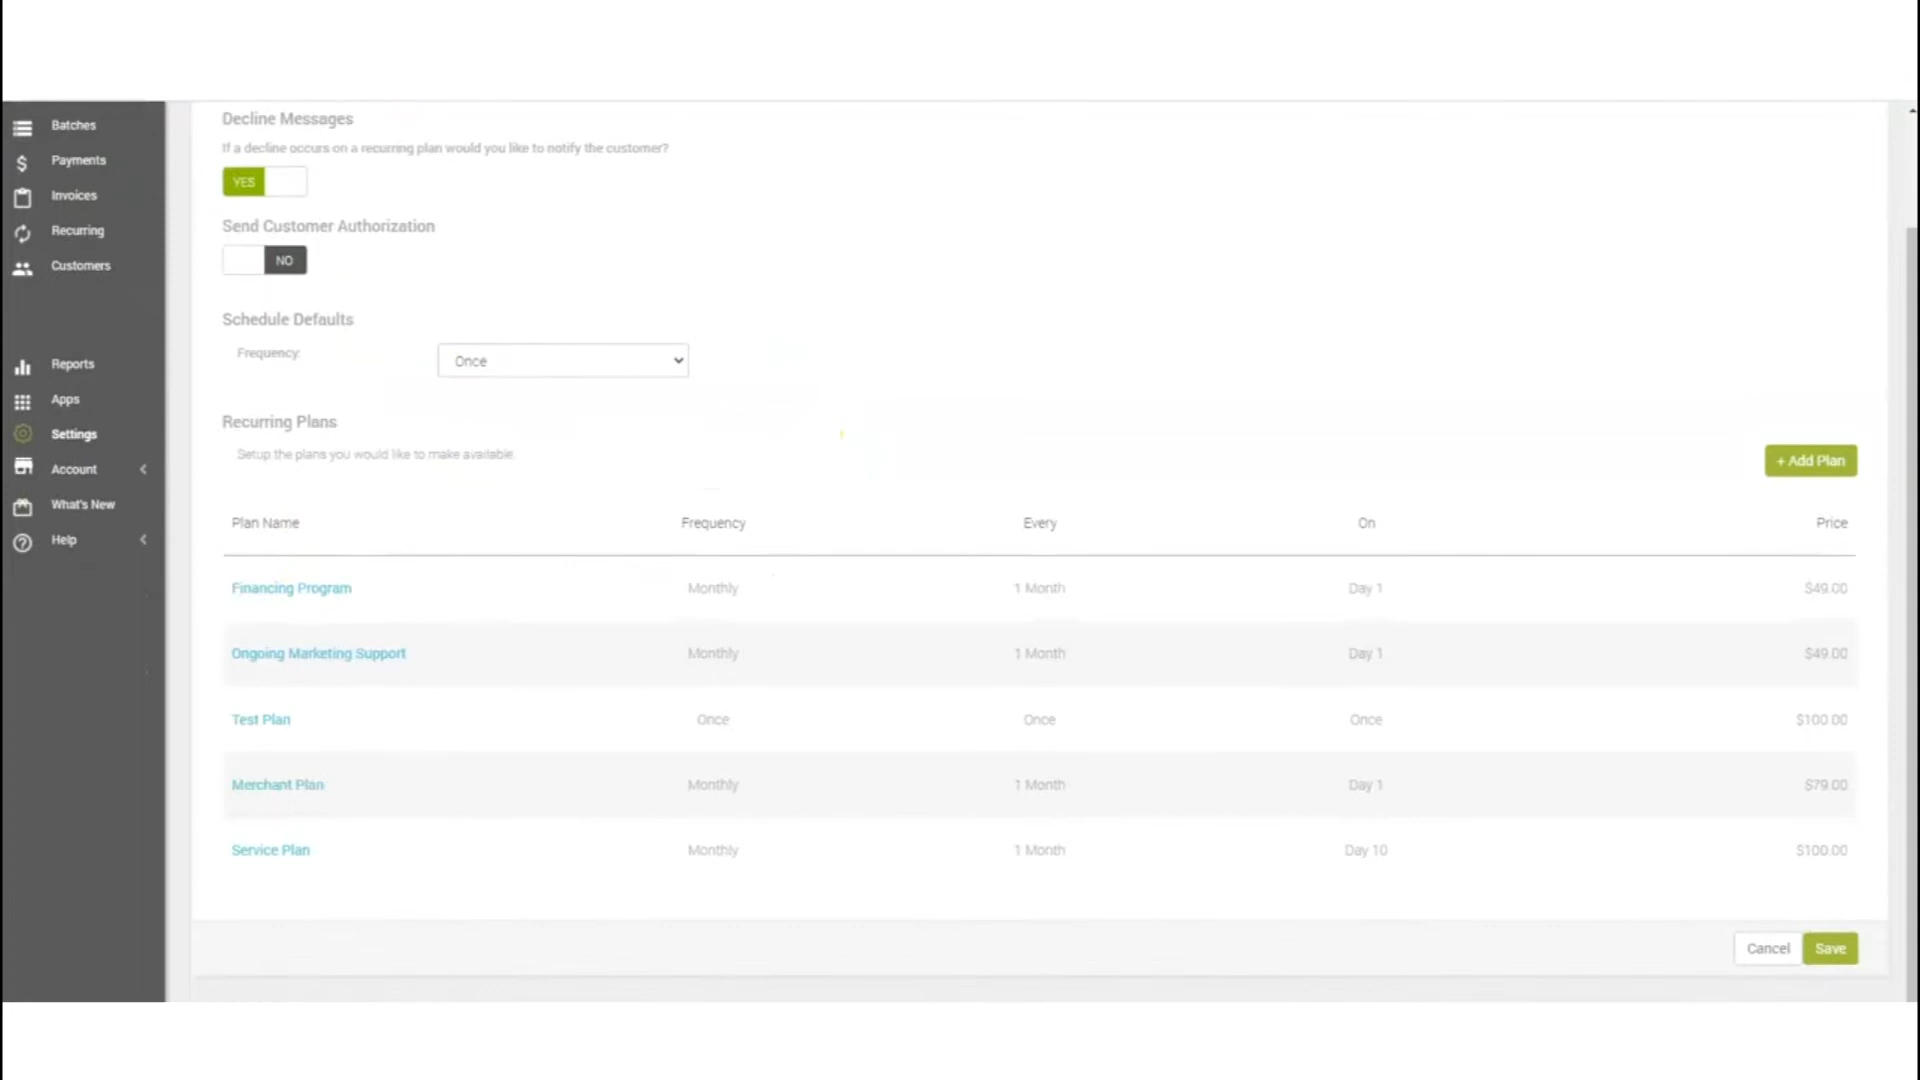 Batches
Payments
Invoices
Recurring
Customers
Reports
Apps
Settings
Account
What's New
Help
Decline Messages
If a decline occurs on a recurring plan would you like to notify the customer?
YES
Send Customer Authorization
NO
Schedule Defaults
Frequency: Once
Recurring Plans
Setup the plans you would like to make available.
+ Add Plan
Plan Name Frequency Every On Price
Financing Program Monthly 1 Month Day 1 $49.00
Ongoing Marketing Support Monthly 1 Month Day 1 $49.00
Test Plan Once Once Once $100.00
Merchant Plan Monthly 1 Month Day 1 $79.00
Service Plan Monthly 1 Month Day 10 $100.00
Cancel Save